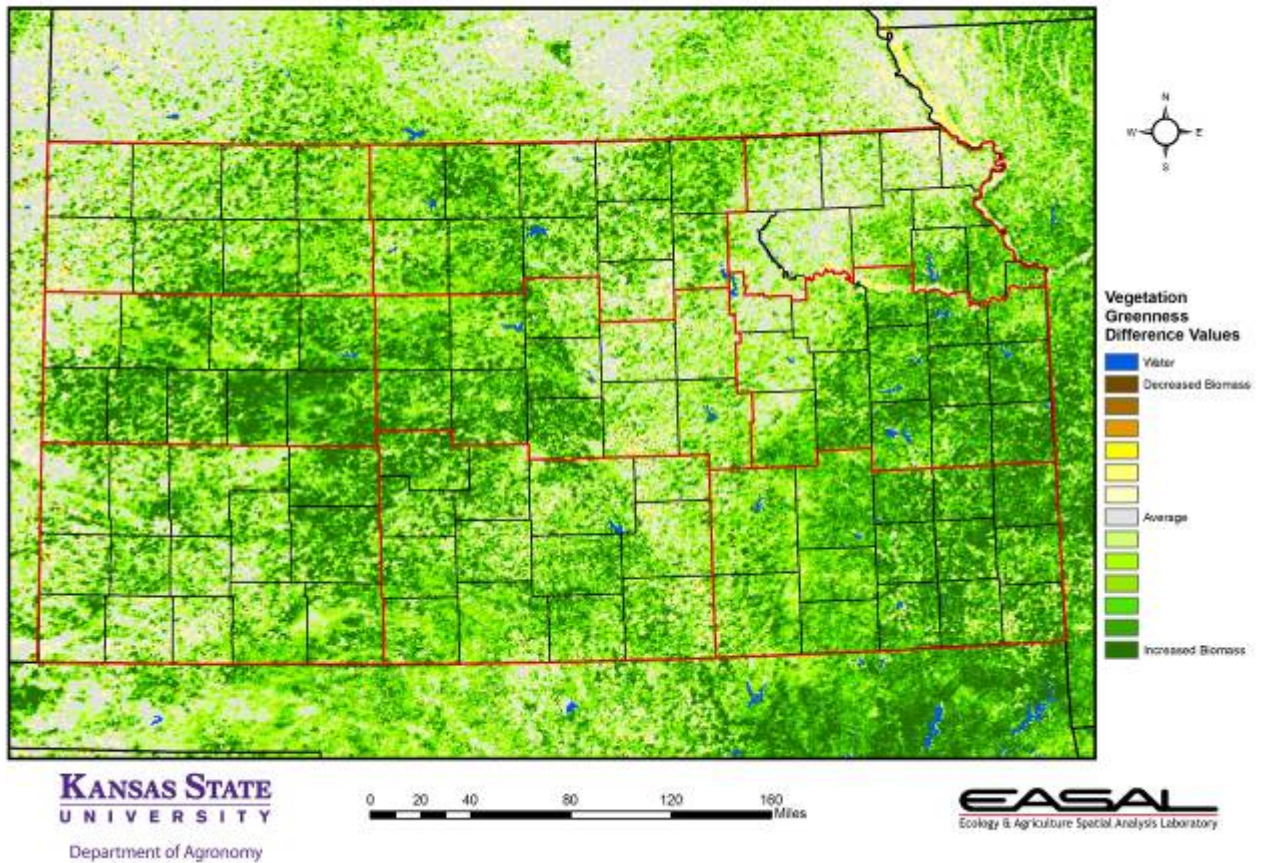 N
W E
S
Vegetation
Greenness
Difference Values
Water
Decreased Biomass
Average
Increased Biomass
KANSAS STATE
UNIVERSITY
Department of Agronomy
0 20 40 80 120 160
Miles
EASAL
Ecology & Agriculture Spatial Analysis Laboratory